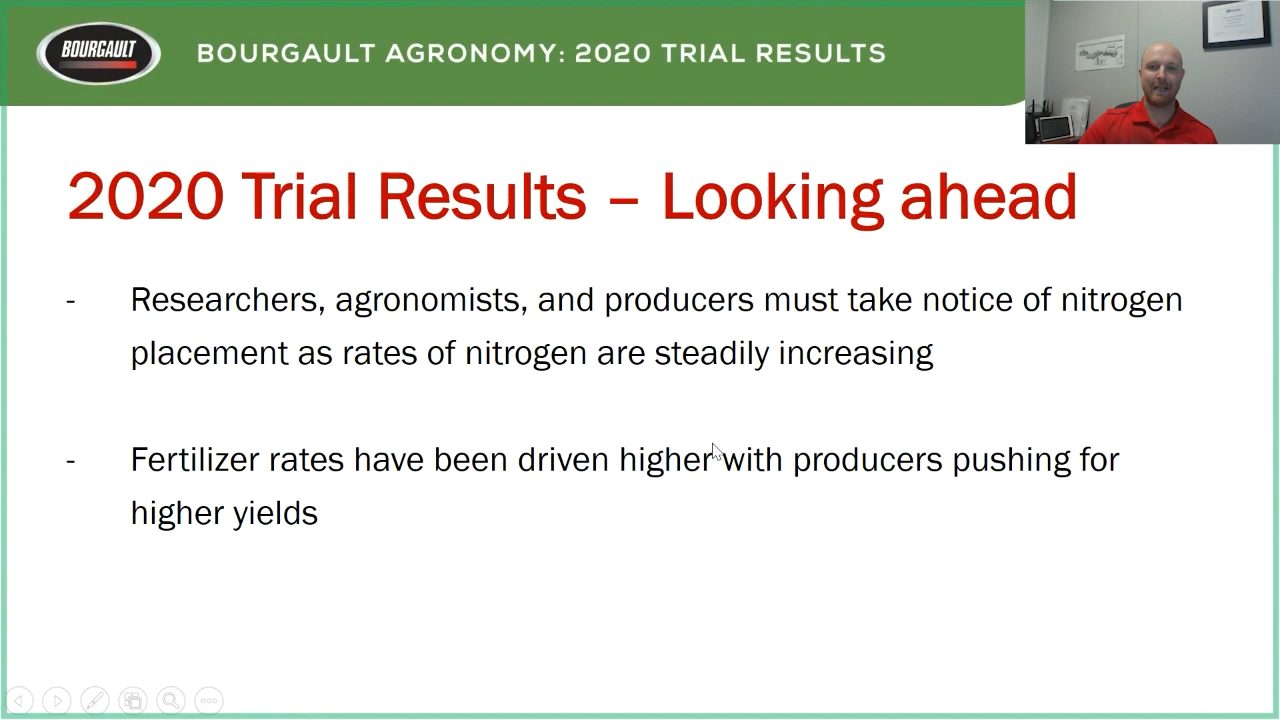 BOURGAULT
BOURGAULT AGRONOMY: 2020 TRIAL RESULTS
2020 Trial Results – Looking ahead
- Researchers, agronomists, and producers must take notice of nitrogen
placement as rates of nitrogen are steadily increasing
- Fertilizer rates have been driven higher with producers pushing for
higher yields